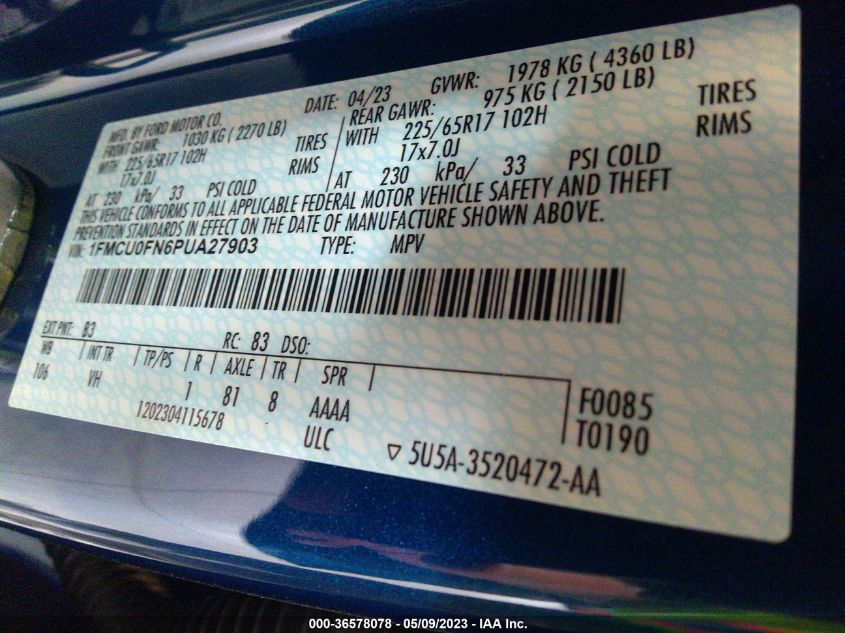 MFD. BY FORD MOTOR CO.
DATE: 04/23 GVWR: 1978 KG ( 4360 LB)
FRONT GAWR: 1030 KG ( 2270 LB)
REAR GAWR: 975 KG ( 2150 LB)
WITH 225/65R17 102H TIRES
17x7.0J RIMS
AT 230 kPa/ 33 PSI COLD
WITH 225/65R17 102H TIRES
17x7.0J RIMS
AT 230 kPa/ 33 PSI COLD
THIS VEHICLE CONFORMS TO ALL APPLICABLE FEDERAL MOTOR VEHICLE SAFETY AND THEFT
PREVENTION STANDARDS IN EFFECT ON THE DATE OF MANUFACTURE SHOWN ABOVE.
VIN: 1FMCU0FN6PUA27903 TYPE: MPV
EXT PNT: B3 RC: 83 DSO:
WB INT TR TP/PS R AXLE TR SPR
106 VH 1 81 8 AAAA
F0085
T0190
1202304115678 ULC
5U5A-3520472-AA
000-36578078 - 05/09/2023 - IAA Inc.